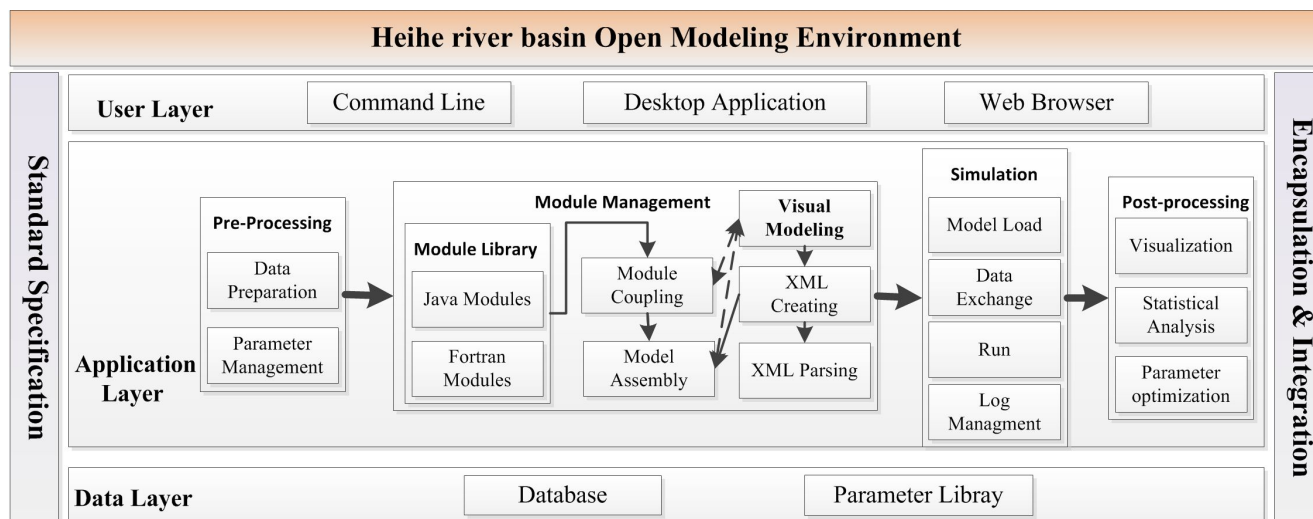 Heihe river basin Open Modeling Environment
Standard Specification
User Layer
Command Line
Desktop Application
Web Browser
Application
Layer
Pre-Processing
Data
Preparation
Parameter
Management
Module Management
Module Library
Java Modules
Fortran
Modules
Module
Coupling
Model
Assembly
Visual
Modeling
XML
Creating
XML Parsing
Simulation
Model Load
Data
Exchange
Run
Log
Managment
Post-processing
Visualization
Statistical
Analysis
Parameter
optimization
Data Layer
Database
Parameter Libray
Encapsulation & Integration